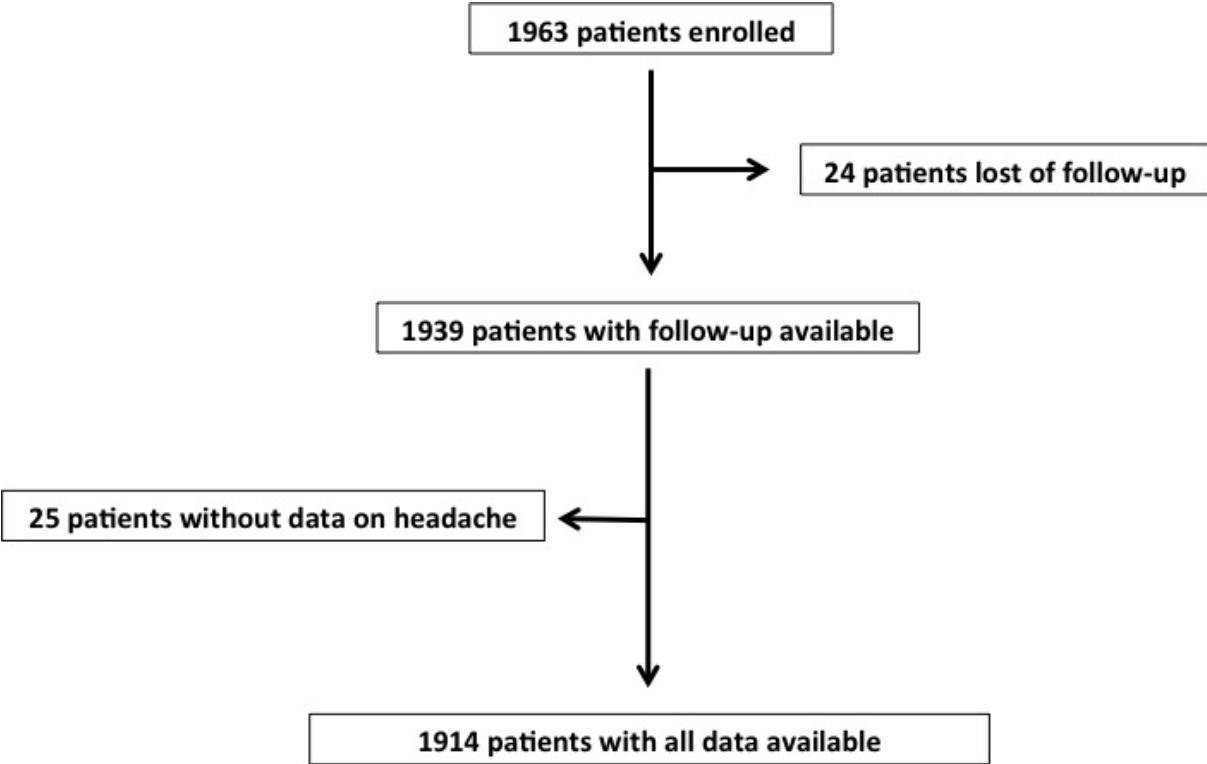 1963 patients enrolled
24 patients lost of follow-up
1939 patients with follow-up available
25 patients without data on headache
1914 patients with all data available